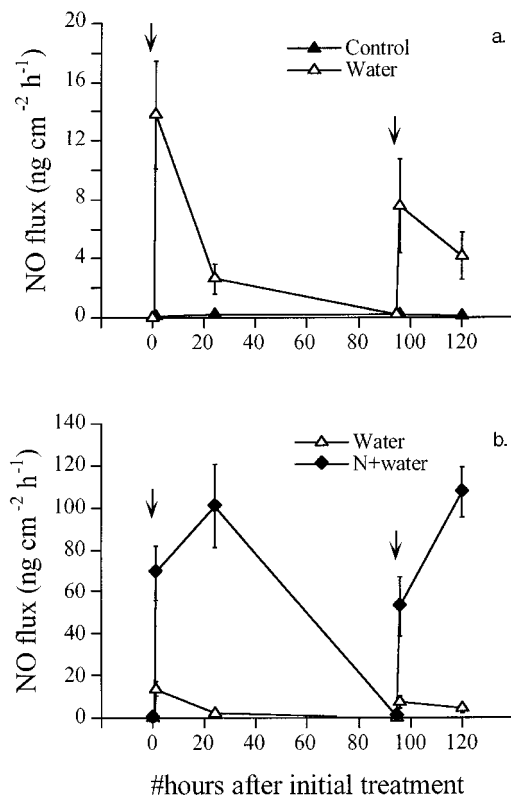 a.
Control
Water
20
16
12
8
4
0
NO flux (ng cm⁻² h⁻¹)
0 20 40 60 80 100 120
b.
Water
N+water
140
120
100
80
60
40
20
0
NO flux (ng cm⁻² h⁻¹)
0 20 40 60 80 100 120
#hours after initial treatment